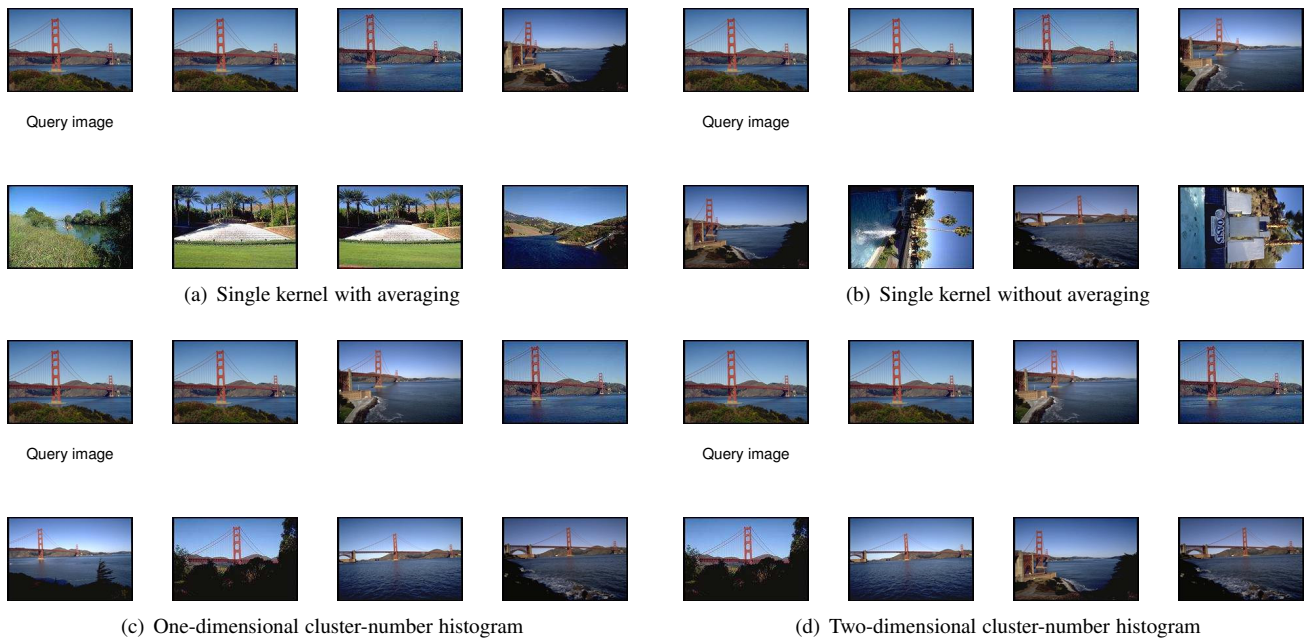 Query image
Query image
(a) Single kernel with averaging
(b) Single kernel without averaging
Query image
Query image
(c) One-dimensional cluster-number histogram
(d) Two-dimensional cluster-number histogram